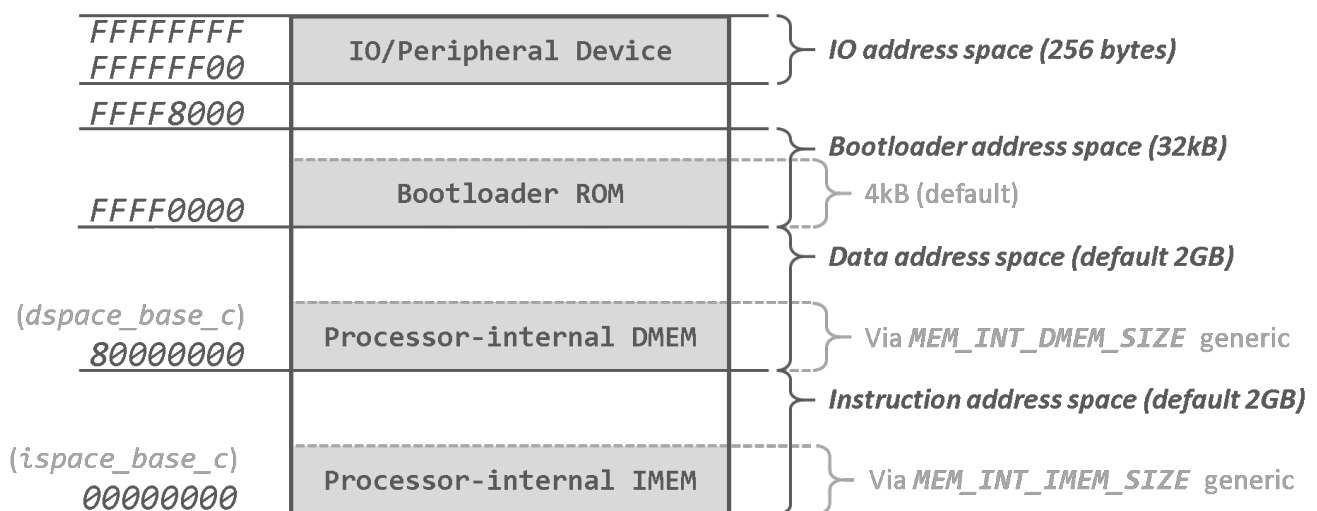 FFFFFFFF
IO/Peripheral Device
IO address space (256 bytes)
FFFFFF00
FFFF8000
Bootloader address space (32kB)
Bootloader ROM
4kB (default)
FFFF0000
Data address space (default 2GB)
(dspace_base_c)
Processor-internal DMEM
Via MEM_INT_DMEM_SIZE generic
80000000
Instruction address space (default 2GB)
(ispace_base_c)
Processor-internal IMEM
Via MEM_INT_IMEM_SIZE generic
00000000